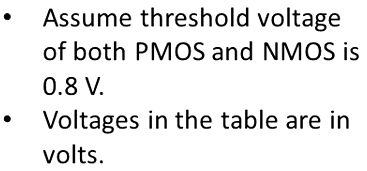 • Assume threshold voltage
of both PMOS and NMOS is
0.8 V.
• Voltages in the table are in
volts.